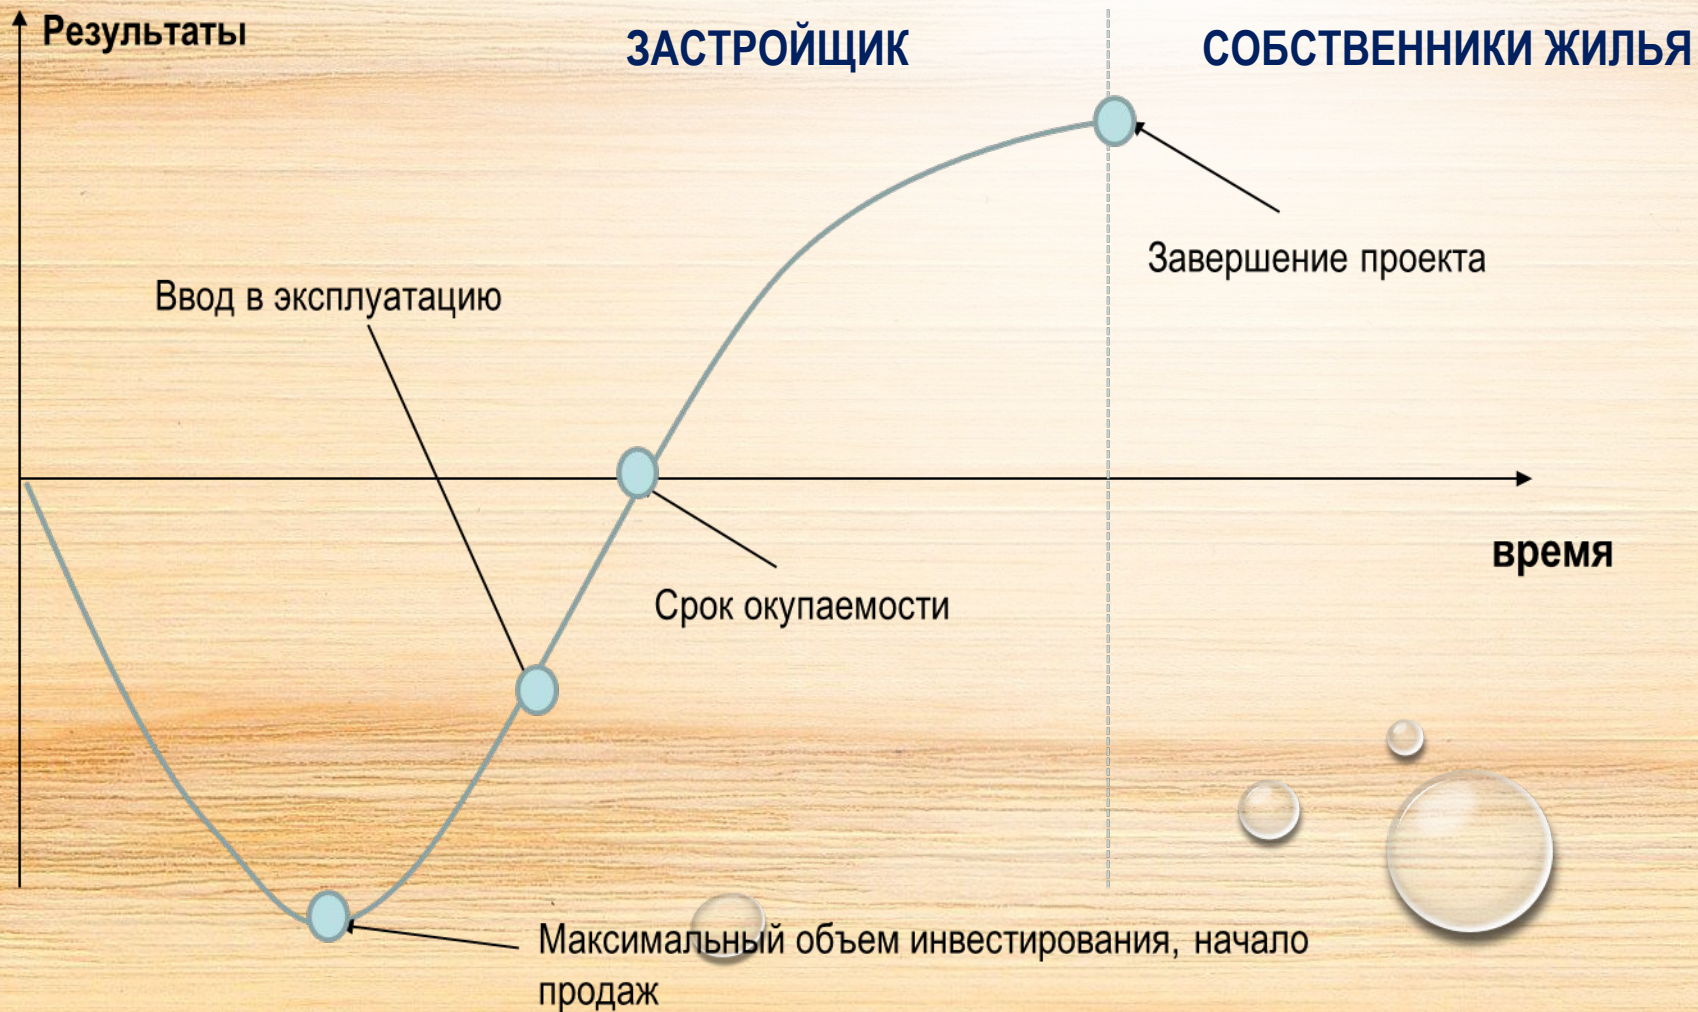 Результаты
ЗАСТРОЙЩИК
СОБСТВЕННИКИ ЖИЛЬЯ
Завершение проекта
Ввод в эксплуатацию
время
Срок окупаемости
Максимальный объем инвестирования, начало
продаж